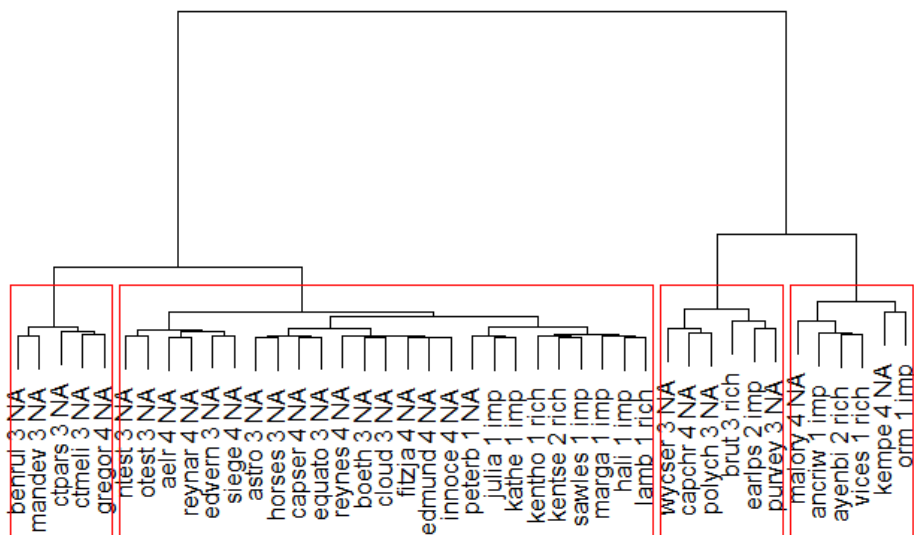 benrul 3 NA
mandev 3 NA
ctpars 3 NA
ctmeli 3 NA
gregor 4 NA
ntest 3 NA
otest 3 NA
aelr 4 NA
reynar 4 NA
edvern 3 NA
siege 4 NA
astro 3 NA
horses 3 NA
capser 4 NA
equato 3 NA
reynes 4 NA
boeth 3 NA
cloud 3 NA
fitzja 4 NA
edmund 4 NA
innoce 4 NA
peterb 1 NA
julia 1 imp
kathe 1 imp
kentho 1 rich
kentse 2 rich
sawles 1 imp
marga 1 imp
hali 1 imp
lamb 1 rich
wycser 3 NA
capchr 4 NA
polych 3 NA
brut 3 rich
earlps 2 imp
purvey 3 NA
malory 4 NA
ancriw 1 imp
ayenbi 2 rich
vices 1 rich
kempe 4 NA
orm 1 imp